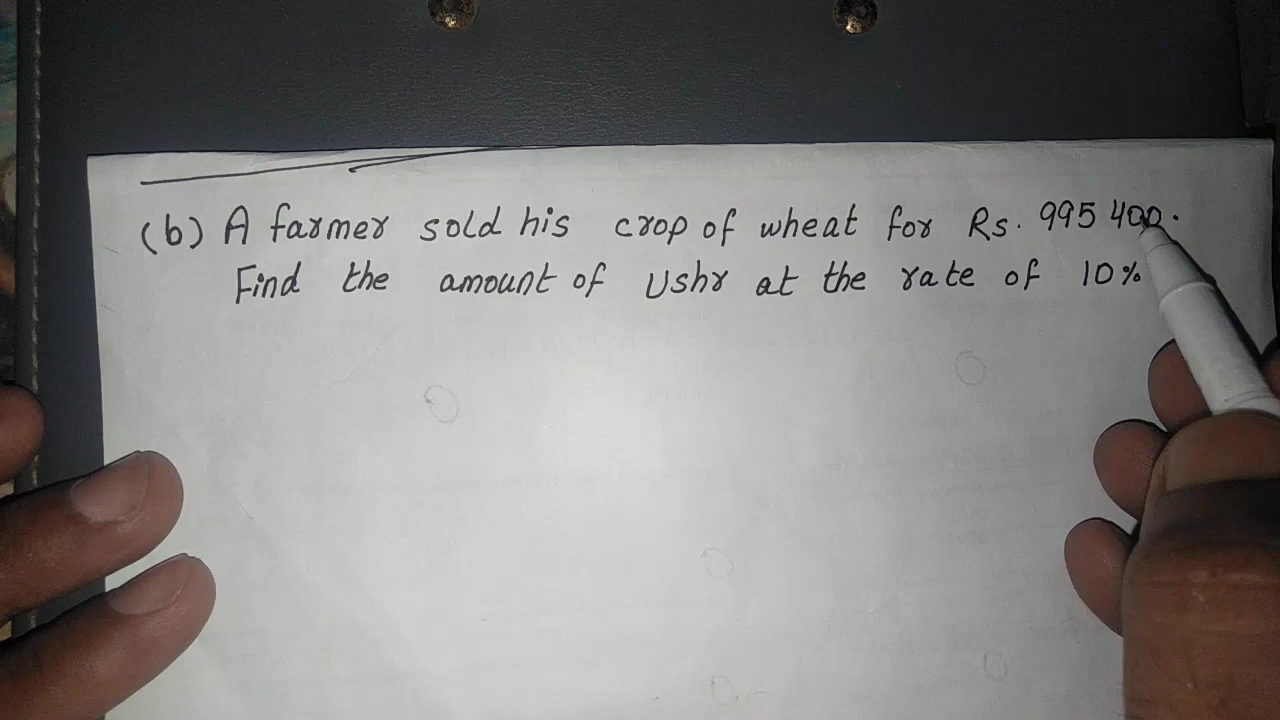 (b) A farmer sold his crop of wheat for Rs. 995 400.
Find the amount of Ushr at the rate of 10%